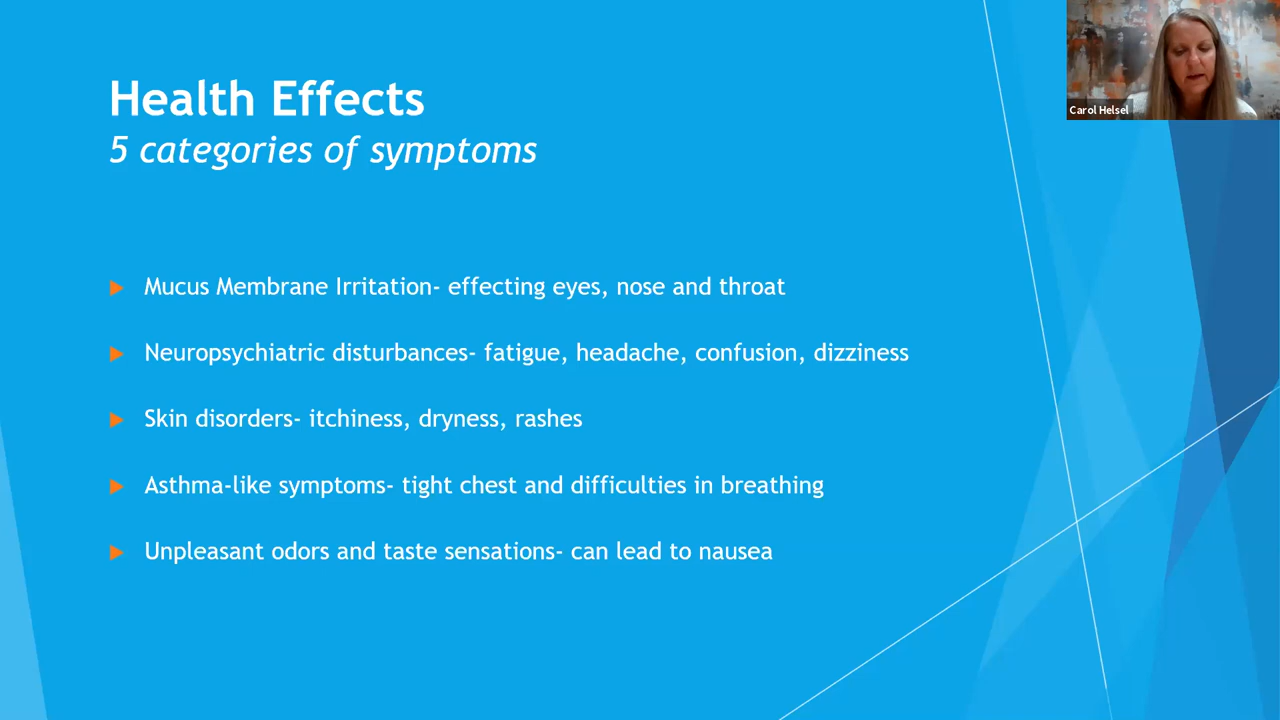 Health Effects
5 categories of symptoms
Mucus Membrane Irritation- effecting eyes, nose and throat
Neuropsychiatric disturbances- fatigue, headache, confusion, dizziness
Skin disorders- itchiness, dryness, rashes
Asthma-like symptoms- tight chest and difficulties in breathing
Unpleasant odors and taste sensations- can lead to nausea
Carol Helsel